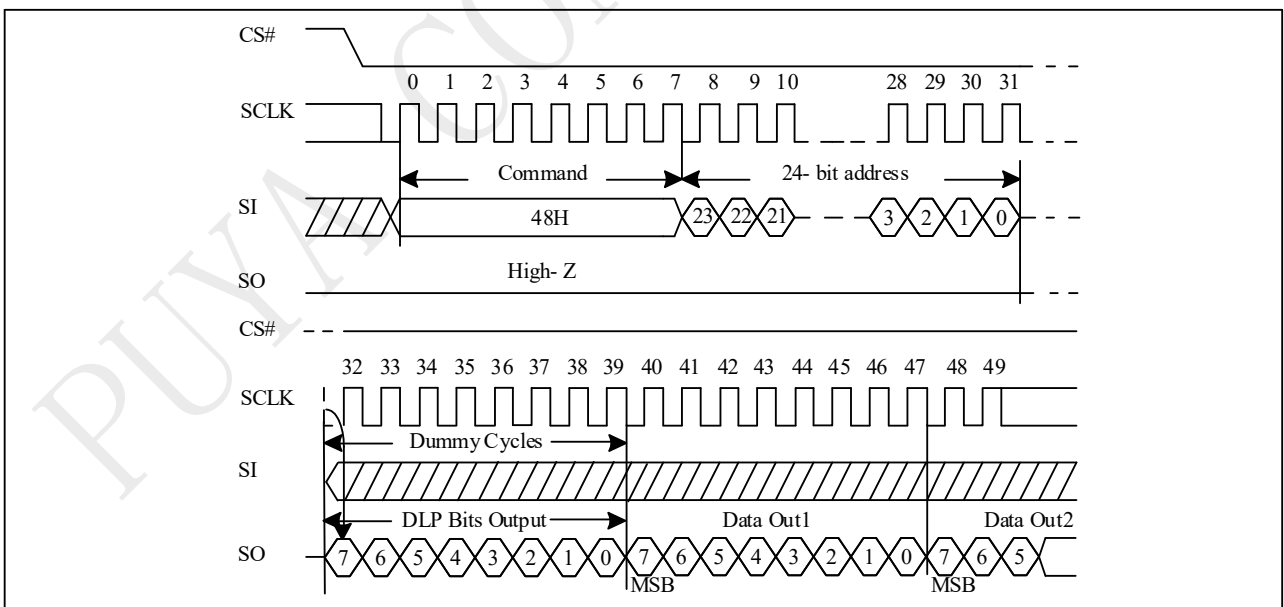 CS#
0 1 2 3 4 5 6 7 8 9 10 28 29 30 31
SCLK
Command 24- bit address
SI 48H 23 22 21 3 2 1 0
High- Z
SO
CS#
32 33 34 35 36 37 38 39 40 41 42 43 44 45 46 47 48 49
SCLK
Dummy Cycles
SI
DLP Bits Output Data Out1 Data Out2
SO 7 6 5 4 3 2 1 0 7 6 5 4 3 2 1 0 7 6 5
MSB MSB
PUYA CON